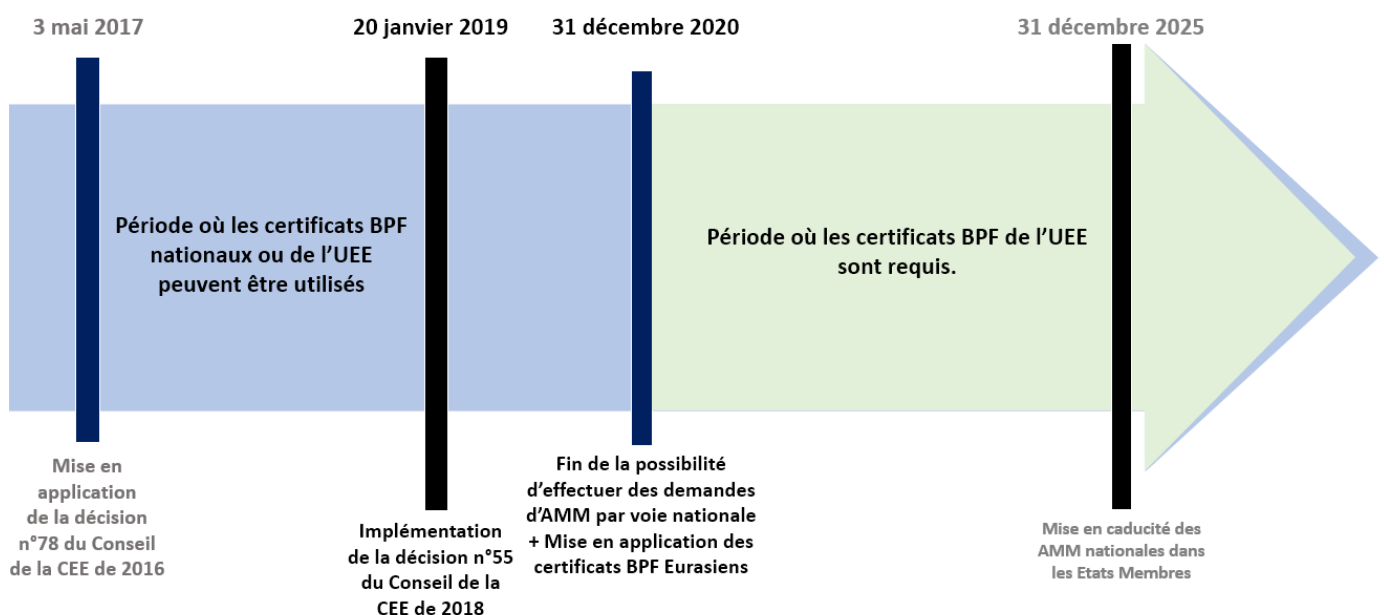 3 mai 2017
20 janvier 2019
31 décembre 2020
31 décembre 2025
Période où les certificats BPF
nationaux ou de l'UEE
peuvent être utilisés
Période où les certificats BPF de l'UEE
sont requis.
Mise en
application
de la décision
n°78 du Conseil
de la CEE de 2016
Implémentation
de la décision n°55
du Conseil de la
CEE de 2018
Fin de la possibilité
d'effectuer des demandes
d'AMM par voie nationale
+ Mise en application des
certificats BPF Eurasiens
Mise en caducité des
AMM nationales dans
les Etats Membres